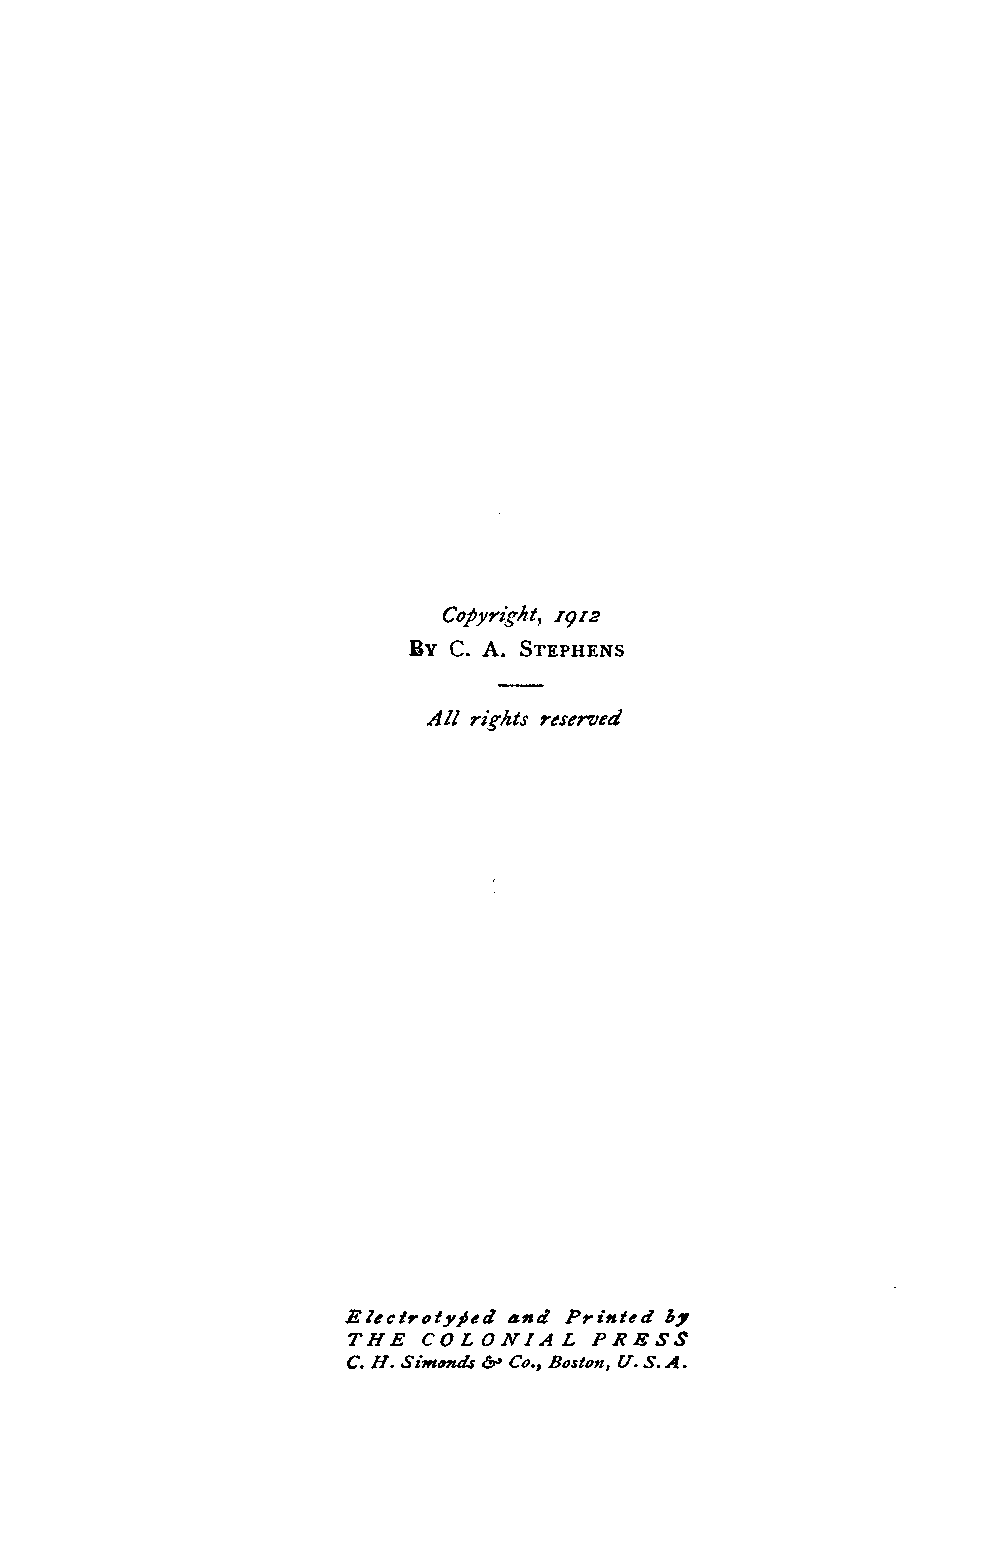 Copyright, 1912
BY C. A. STEPHENS
All rights reserved
Electrotyped and Printed by
THE COLONIAL PRESS
C. H. Simonds & Co., Boston, U. S. A.